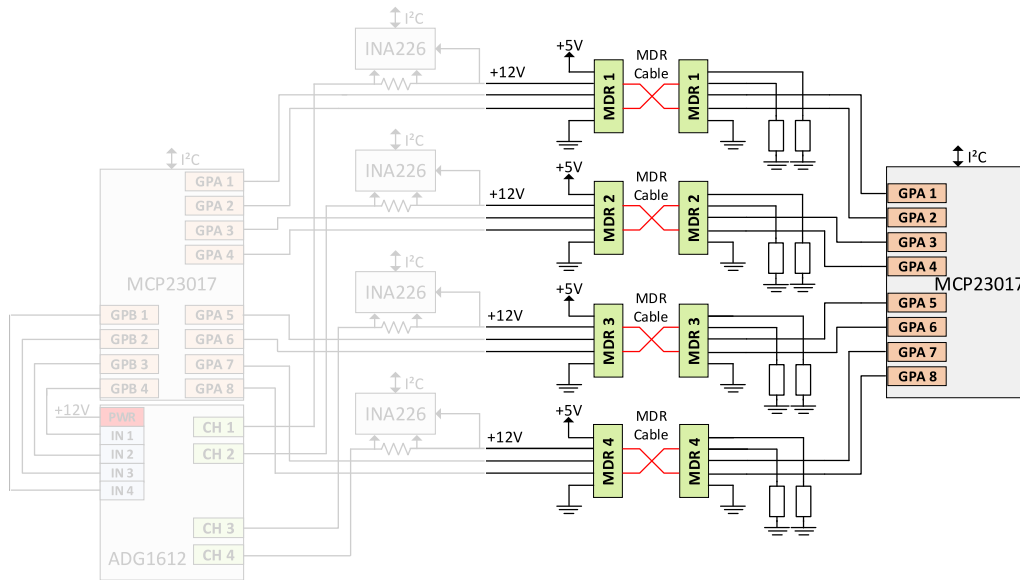 I²C
INA226
+12V
+5V
MDR 1
MDR
Cable
MDR 1
I²C
INA226
+12V
+5V
MDR 2
MDR
Cable
MDR 2
I²C
INA226
+12V
+5V
MDR 3
MDR
Cable
MDR 3
I²C
INA226
+12V
+5V
MDR 4
MDR
Cable
MDR 4
I²C
GPA 1
GPA 2
GPA 3
GPA 4
MCP23017
GPB 1
GPA 5
GPB 2
GPA 6
GPB 3
GPA 7
GPB 4
GPA 8
+12V
PWR
IN 1
IN 2
IN 3
IN 4
CH 1
CH 2
CH 3
CH 4
ADG1612
I²C
GPA 1
GPA 2
GPA 3
GPA 4
MCP23017
GPA 5
GPA 6
GPA 7
GPA 8